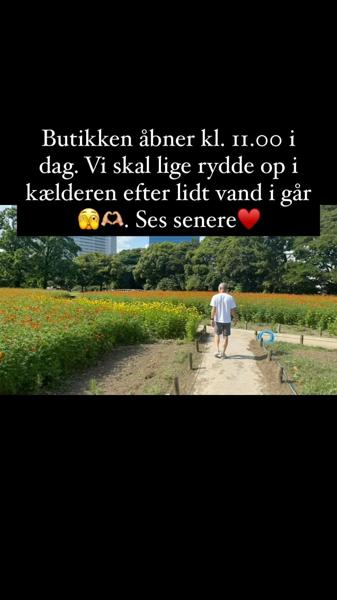 Butikken åbner kl. 11.00 i
dag. Vi skal lige rydde op i
kælderen efter lidt vand i går
🫣🫶🏼. Ses senere❤️